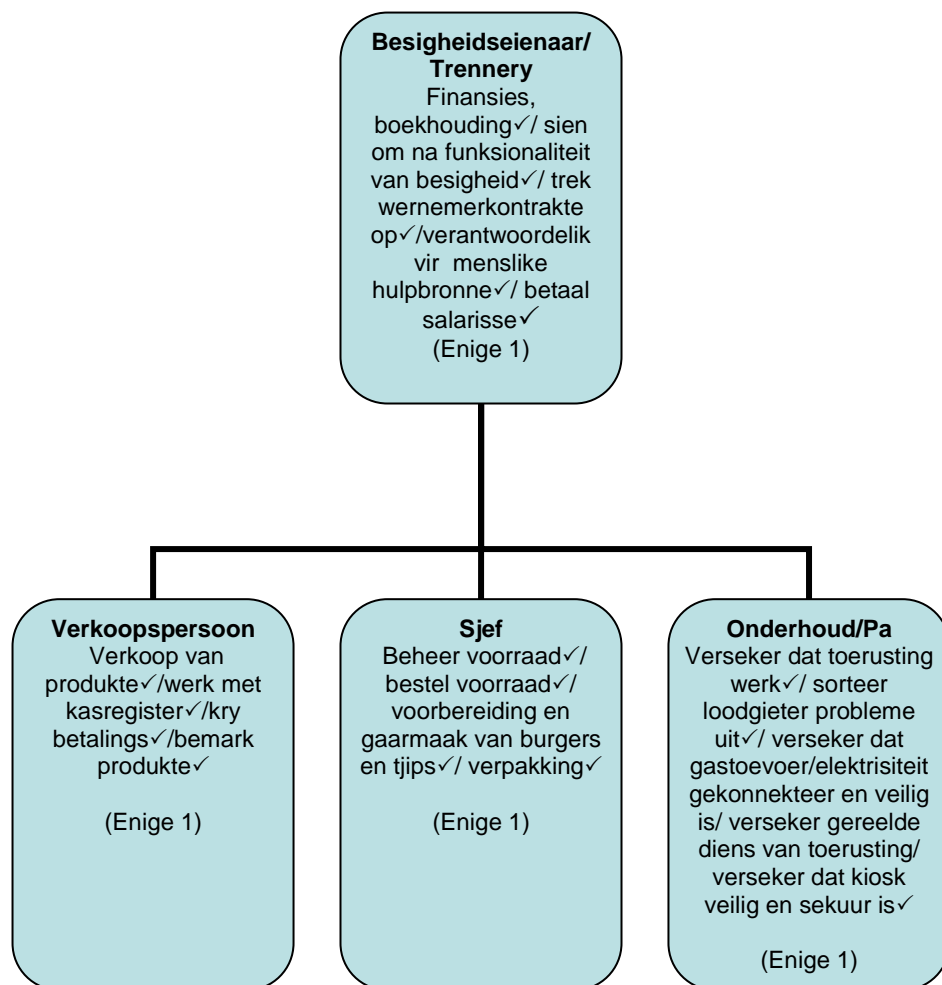 Besigheidseienaar/
Trennery
Finansies,
boekhouding✓/ sien
om na funksionaliteit
van besigheid✓/ trek
wernemerkontrakte
op✓/verantwoordelik
vir menslike
hulpbronne✓/ betaal
salarisse✓
(Enige 1)
Verkoopspersoon
Verkoop van
produkte✓/werk met
kasregister✓/kry
betalings✓/bemark
produkte✓
(Enige 1)
Sjef
Beheer voorraad✓/
bestel voorraad✓/
voorbereiding en
gaarmaak van burgers
en tjips✓/ verpakking✓
(Enige 1)
Onderhoud/Pa
Verseker dat toerusting
werk✓/ sorteer
loodgieter probleme
uit✓/ verseker dat
gastoevoer/elektrisiteit
gekonnekteer en veilig
is/ verseker gereelde
diens van toerusting/
verseker dat kiosk
veilig en sekuur is✓
(Enige 1)